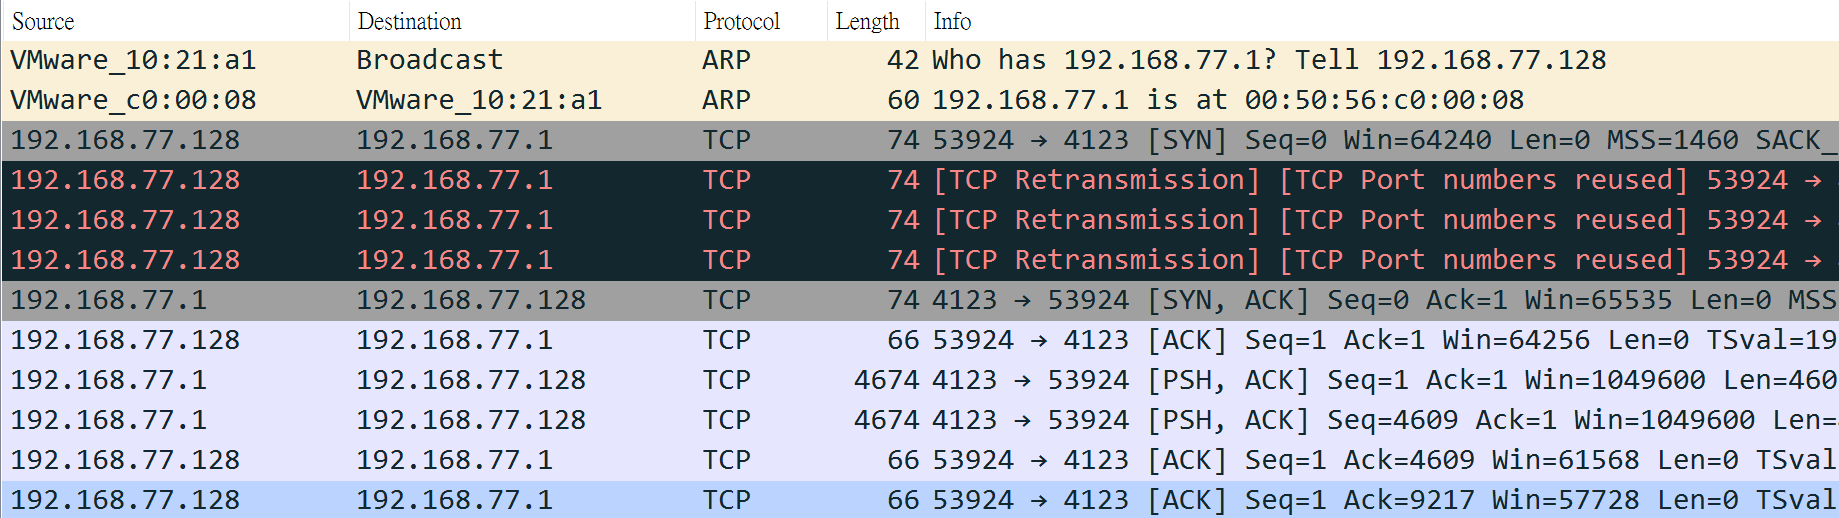 Source Destination Protocol Length Info
VMware_10:21:a1 Broadcast ARP 42 Who has 192.168.77.1? Tell 192.168.77.128
VMware_c0:00:08 VMware_10:21:a1 ARP 60 192.168.77.1 is at 00:50:56:c0:00:08
192.168.77.128 192.168.77.1 TCP 74 53924 → 4123 [SYN] Seq=0 Win=64240 Len=0 MSS=1460 SACK_
192.168.77.128 192.168.77.1 TCP 74 [TCP Retransmission] [TCP Port numbers reused] 53924 →
192.168.77.128 192.168.77.1 TCP 74 [TCP Retransmission] [TCP Port numbers reused] 53924 →
192.168.77.128 192.168.77.1 TCP 74 [TCP Retransmission] [TCP Port numbers reused] 53924 →
192.168.77.1 192.168.77.128 TCP 74 4123 → 53924 [SYN, ACK] Seq=0 Ack=1 Win=65535 Len=0 MSS
192.168.77.128 192.168.77.1 TCP 66 53924 → 4123 [ACK] Seq=1 Ack=1 Win=64256 Len=0 TSval=19
192.168.77.1 192.168.77.128 TCP 4674 4123 → 53924 [PSH, ACK] Seq=1 Ack=1 Win=1049600 Len=460
192.168.77.1 192.168.77.128 TCP 4674 4123 → 53924 [PSH, ACK] Seq=4609 Ack=1 Win=1049600 Len=
192.168.77.128 192.168.77.1 TCP 66 53924 → 4123 [ACK] Seq=1 Ack=4609 Win=61568 Len=0 TSval
192.168.77.128 192.168.77.1 TCP 66 53924 → 4123 [ACK] Seq=1 Ack=9217 Win=57728 Len=0 TSval